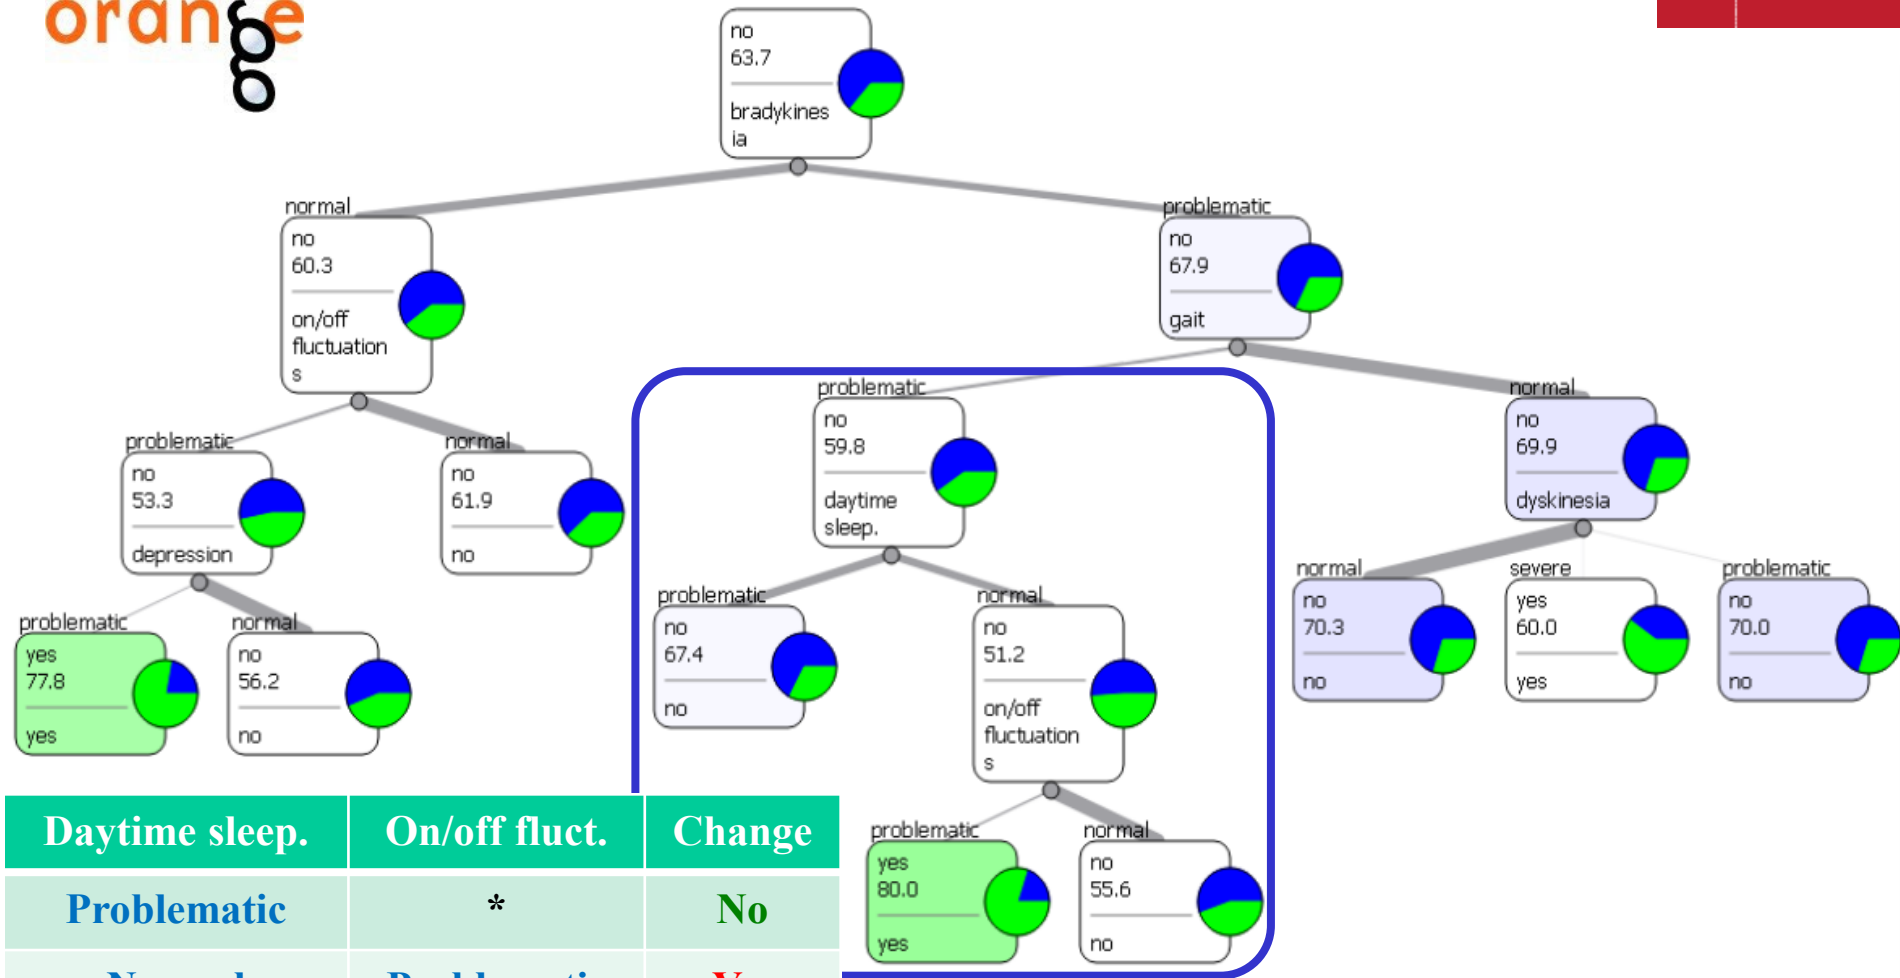 orange
no
63.7
bradykines
ia
normal
no
60.3
on/off
fluctuation
s
problematic
no
67.9
gait
problematic
no
53.3
depression
normal
no
61.9
no
problematic
no
59.8
daytime
sleep.
normal
no
69.9
dyskinesia
problematic
yes
77.8
yes
normal
no
56.2
no
problematic
no
67.4
no
normal
no
51.2
on/off
fluctuation
s
normal
no
70.3
no
severe
yes
60.0
yes
problematic
no
70.0
no
problematic
yes
80.0
yes
normal
no
55.6
no
Daytime sleep. On/off fluct. Change
Problematic * No